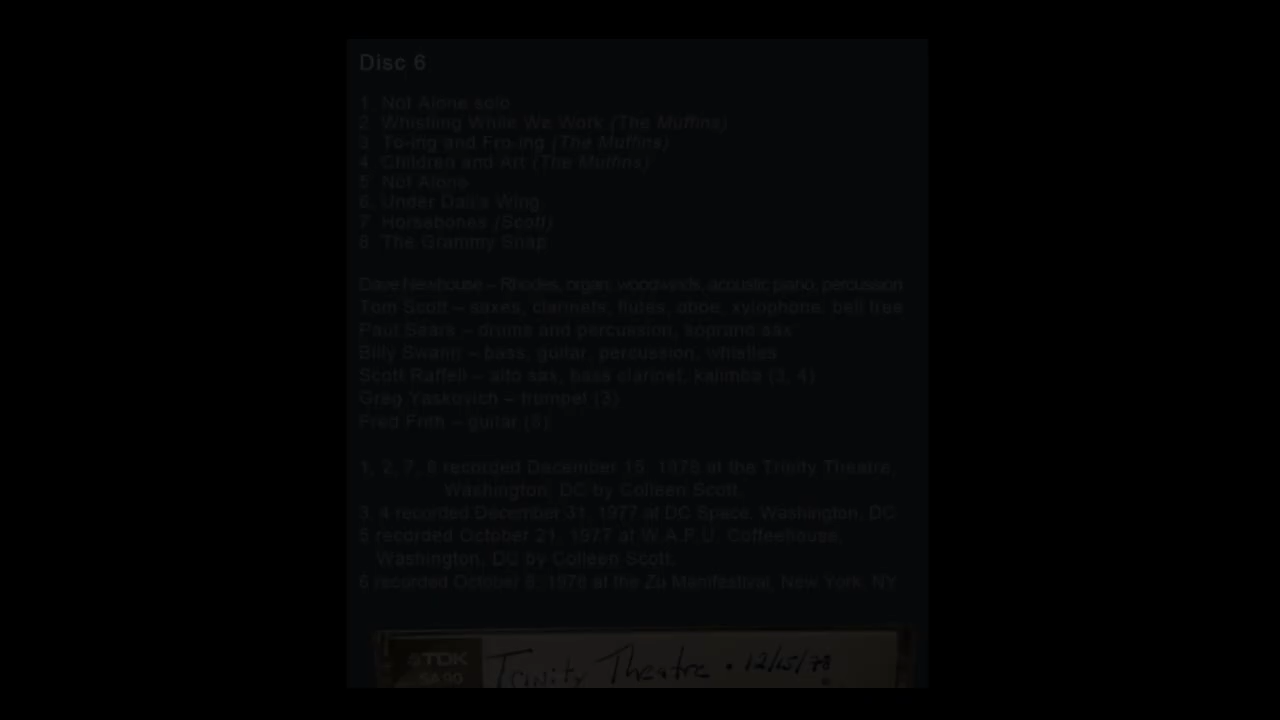 Disc 6
1. Not Alone solo
2. Whistling While We Work (The Muffins)
3. To-ing and Fro-ing (The Muffins)
4. Children and Art (The Muffins)
5. Not Alone
6. Under Dali's Wing
7. Horsebones (Scott)
8. The Grammy Snap
Dave Newhouse – Rhodes, organ, woodwinds, acoustic piano, percussion
Tom Scott – saxes, clarinets, flutes, oboe, xylophone, bell tree
Paul Sears – drums and percussion, soprano sax
Billy Swann – bass, guitar, percussion, whistles
Scott Raffell – alto sax, bass clarinet, kalimba (3, 4)
Greg Yaskovich – trumpet (3)
Fred Frith – guitar
1, 2, 7, 8 recorded December 15, 1978 at the Trinity Theatre,
Washington, DC by Colleen Scott.
3, 4 recorded December 31, 1977 at DC Space, Washington, DC.
5 recorded October 21, 1977 at W.A.F.U. Coffeehouse,
Washington, DC by Colleen Scott.
6 recorded October 8, 1978 at the Zu Manifestival, New York, NY
TDK
SA90
Trinity Theatre • 12/15/78